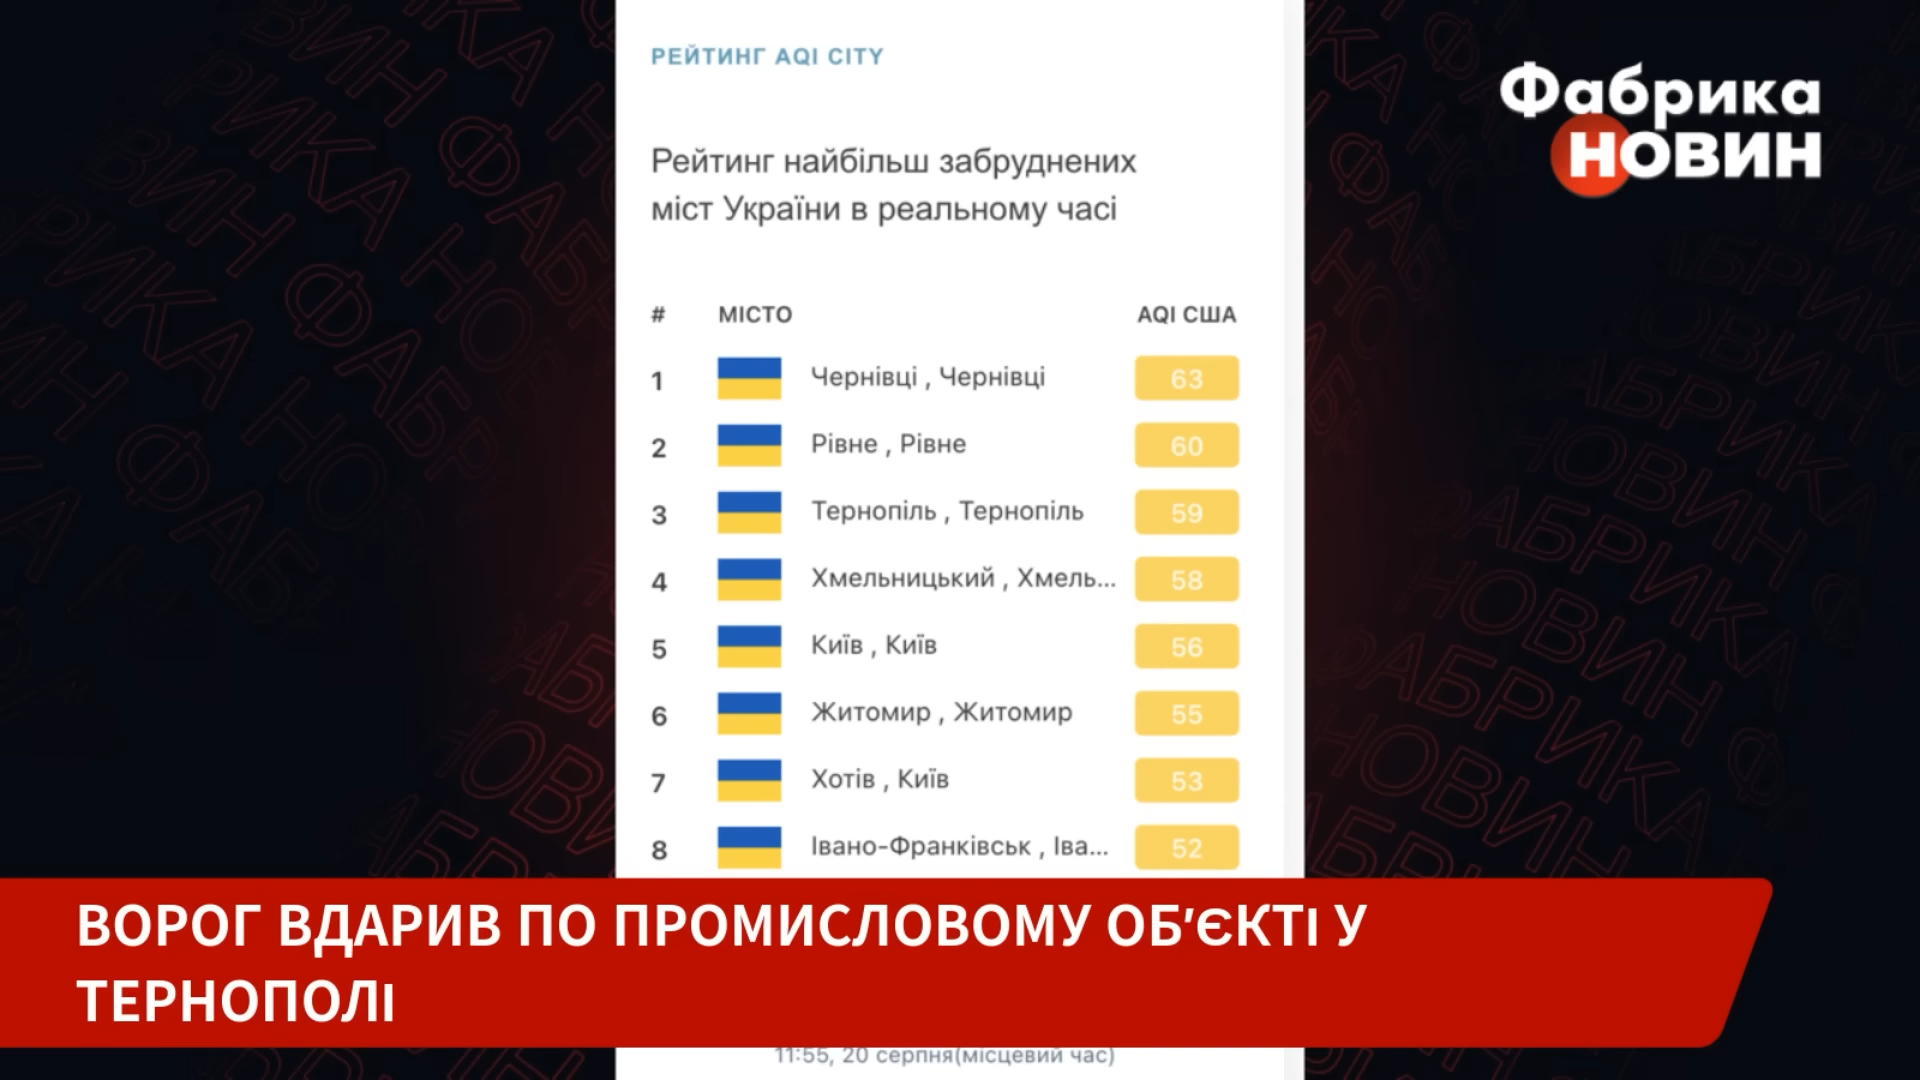 РЕЙТИНГ AQI CITY
Фабрика
новин
Рейтинг найбільш забруднених
міст України в реальному часі
# МІСТО AQI США
1 Чернівці , Чернівці 63
2 Рівне , Рівне 60
3 Тернопіль , Тернопіль 59
4 Хмельницький , Хмель... 58
5 Київ , Київ 56
6 Житомир , Житомир 55
7 Хотів , Київ 53
8 Івано-Франківськ , Іва... 52
ВОРОГ ВДАРИВ ПО ПРОМИСЛОВОМУ ОБ'ЄКТІ У
ТЕРНОПОЛІ
11:55, 20 серпня(місцевий час)